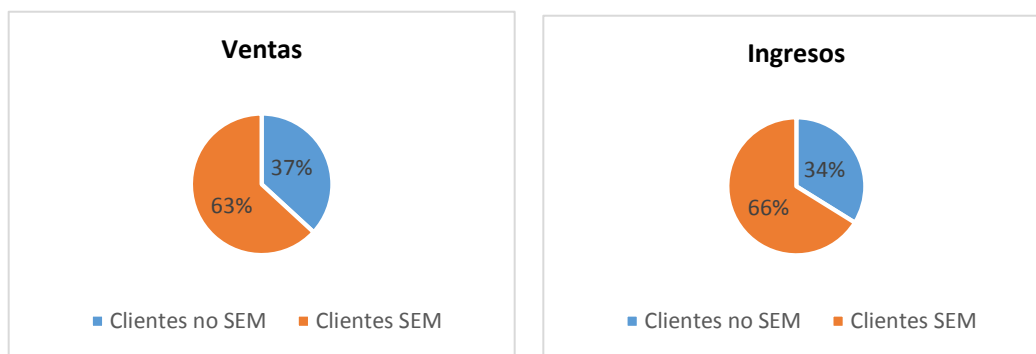 Ventas
37%
63%
Clientes no SEM
Clientes SEM
Ingresos
34%
66%
Clientes no SEM
Clientes SEM